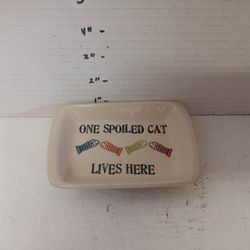 4"
3"
2"
1"
ONE SPOILED CAT
LIVES HERE